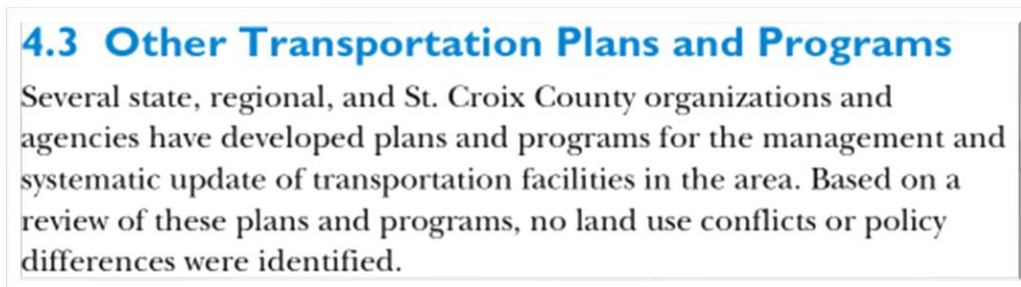 4.3 Other Transportation Plans and Programs
Several state, regional, and St. Croix County organizations and
agencies have developed plans and programs for the management and
systematic update of transportation facilities in the area. Based on a
review of these plans and programs, no land use conflicts or policy
differences were identified.